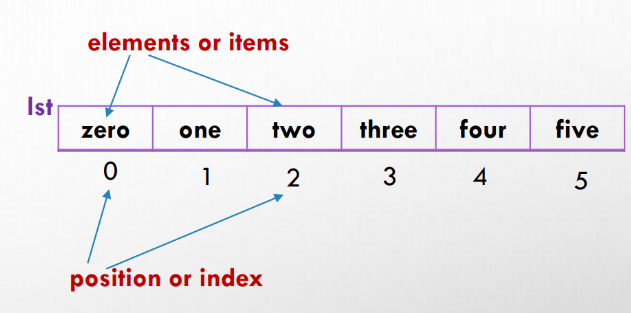 elements or items
lst
zero one two three four five
0 1 2 3 4 5
position or index